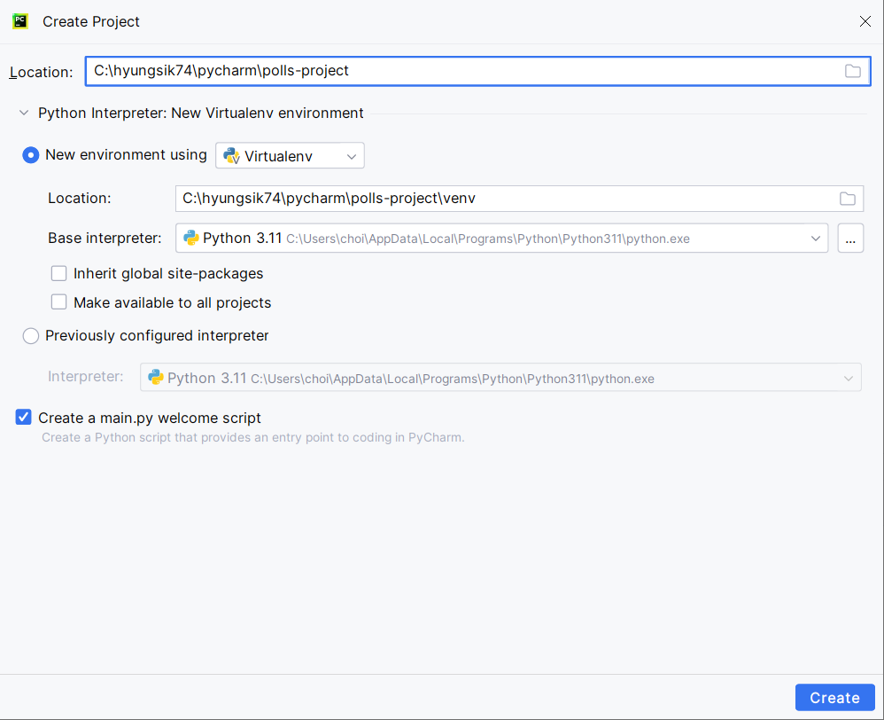 PC
Create Project
Location: C:\hyungsik74\pycharm\polls-project
Python Interpreter: New Virtualenv environment
New environment using Virtualenv
Location: C:\hyungsik74\pycharm\polls-project\venv
Base interpreter: Python 3.11 C:\Users\choi\AppData\Local\Programs\Python\Python311\python.exe ...
Inherit global site-packages
Make available to all projects
Previously configured interpreter
Interpreter: Python 3.11 C:\Users\choi\AppData\Local\Programs\Python\Python311\python.exe
Create a main.py welcome script
Create a Python script that provides an entry point to coding in PyCharm.
Create